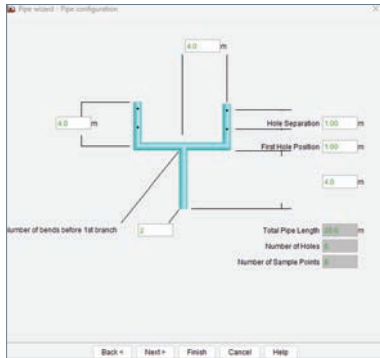 Pipe wizard - Pipe configuration
4.0 m
4.0 m
Hole Separation 1.00 m
First Hole Position 1.00 m
4.0 m
Number of bends before 1st branch 2
Total Pipe Length m
Number of Holes
Number of Sample Points
Back < Next > Finish Cancel Help